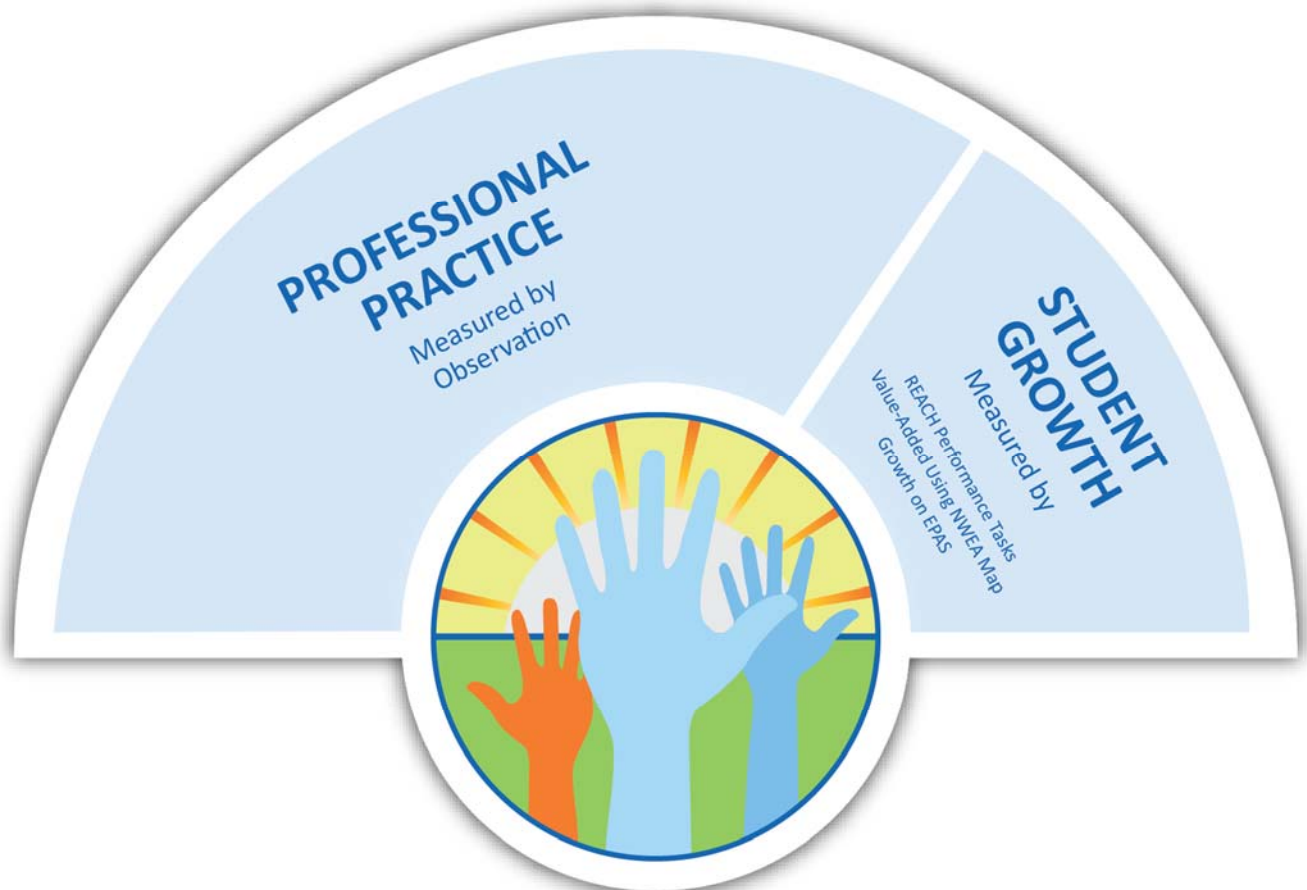 PROFESSIONAL
PRACTICE
Measured by
Observation
STUDENT
GROWTH
Measured by
REACH Performance Tasks
Value-Added Using NWEA Map
Growth on EPAS